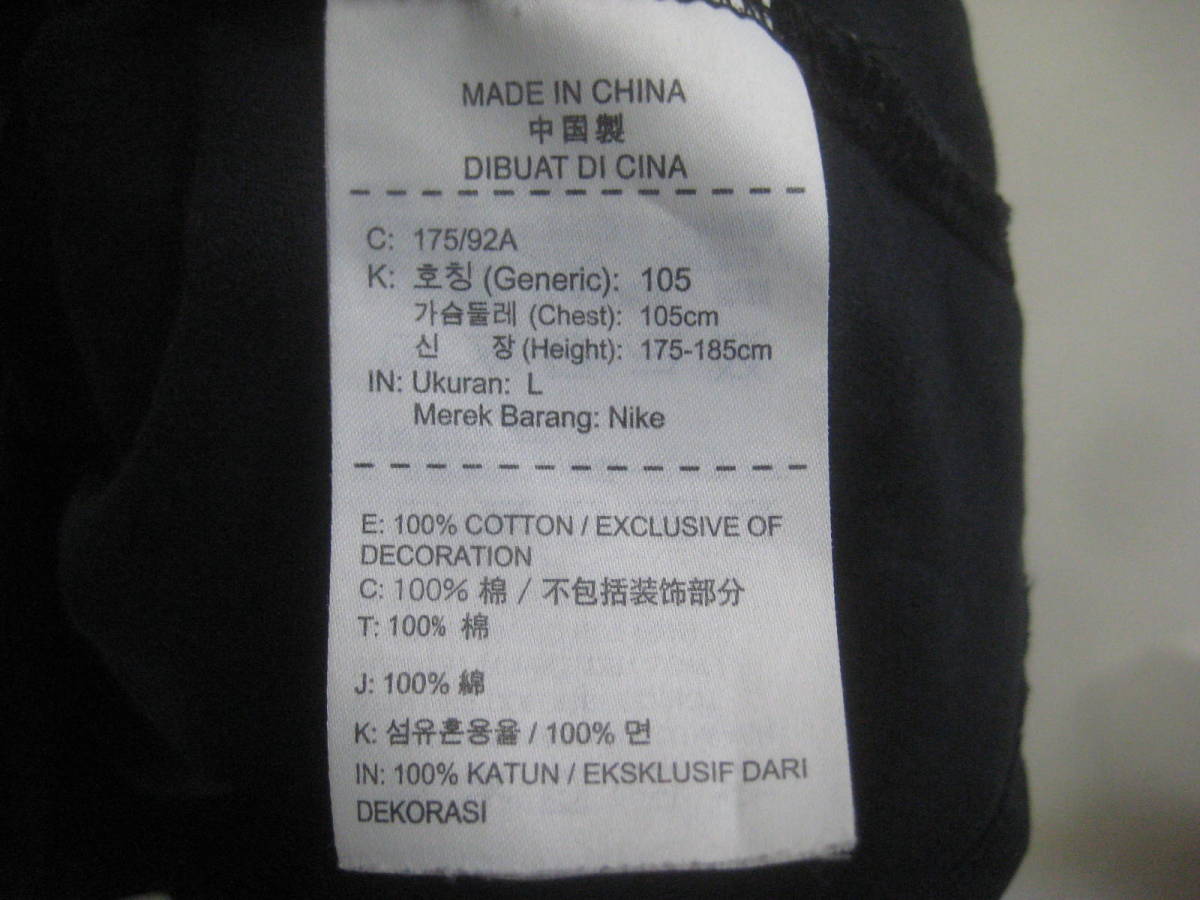 MADE IN CHINA
中国製
DIBUAT DI CINA
C: 175/92A
K: 호칭 (Generic): 105
가슴둘레 (Chest): 105cm
신 장 (Height): 175-185cm
IN: Ukuran: L
Merek Barang: Nike
E: 100% COTTON / EXCLUSIVE OF
DECORATION
C: 100% 棉 / 不包括装饰部分
T: 100% 棉
J: 100% 綿
K: 섬유혼용율 / 100% 면
IN: 100% KATUN / EKSKLUSIF DARI
DEKORASI